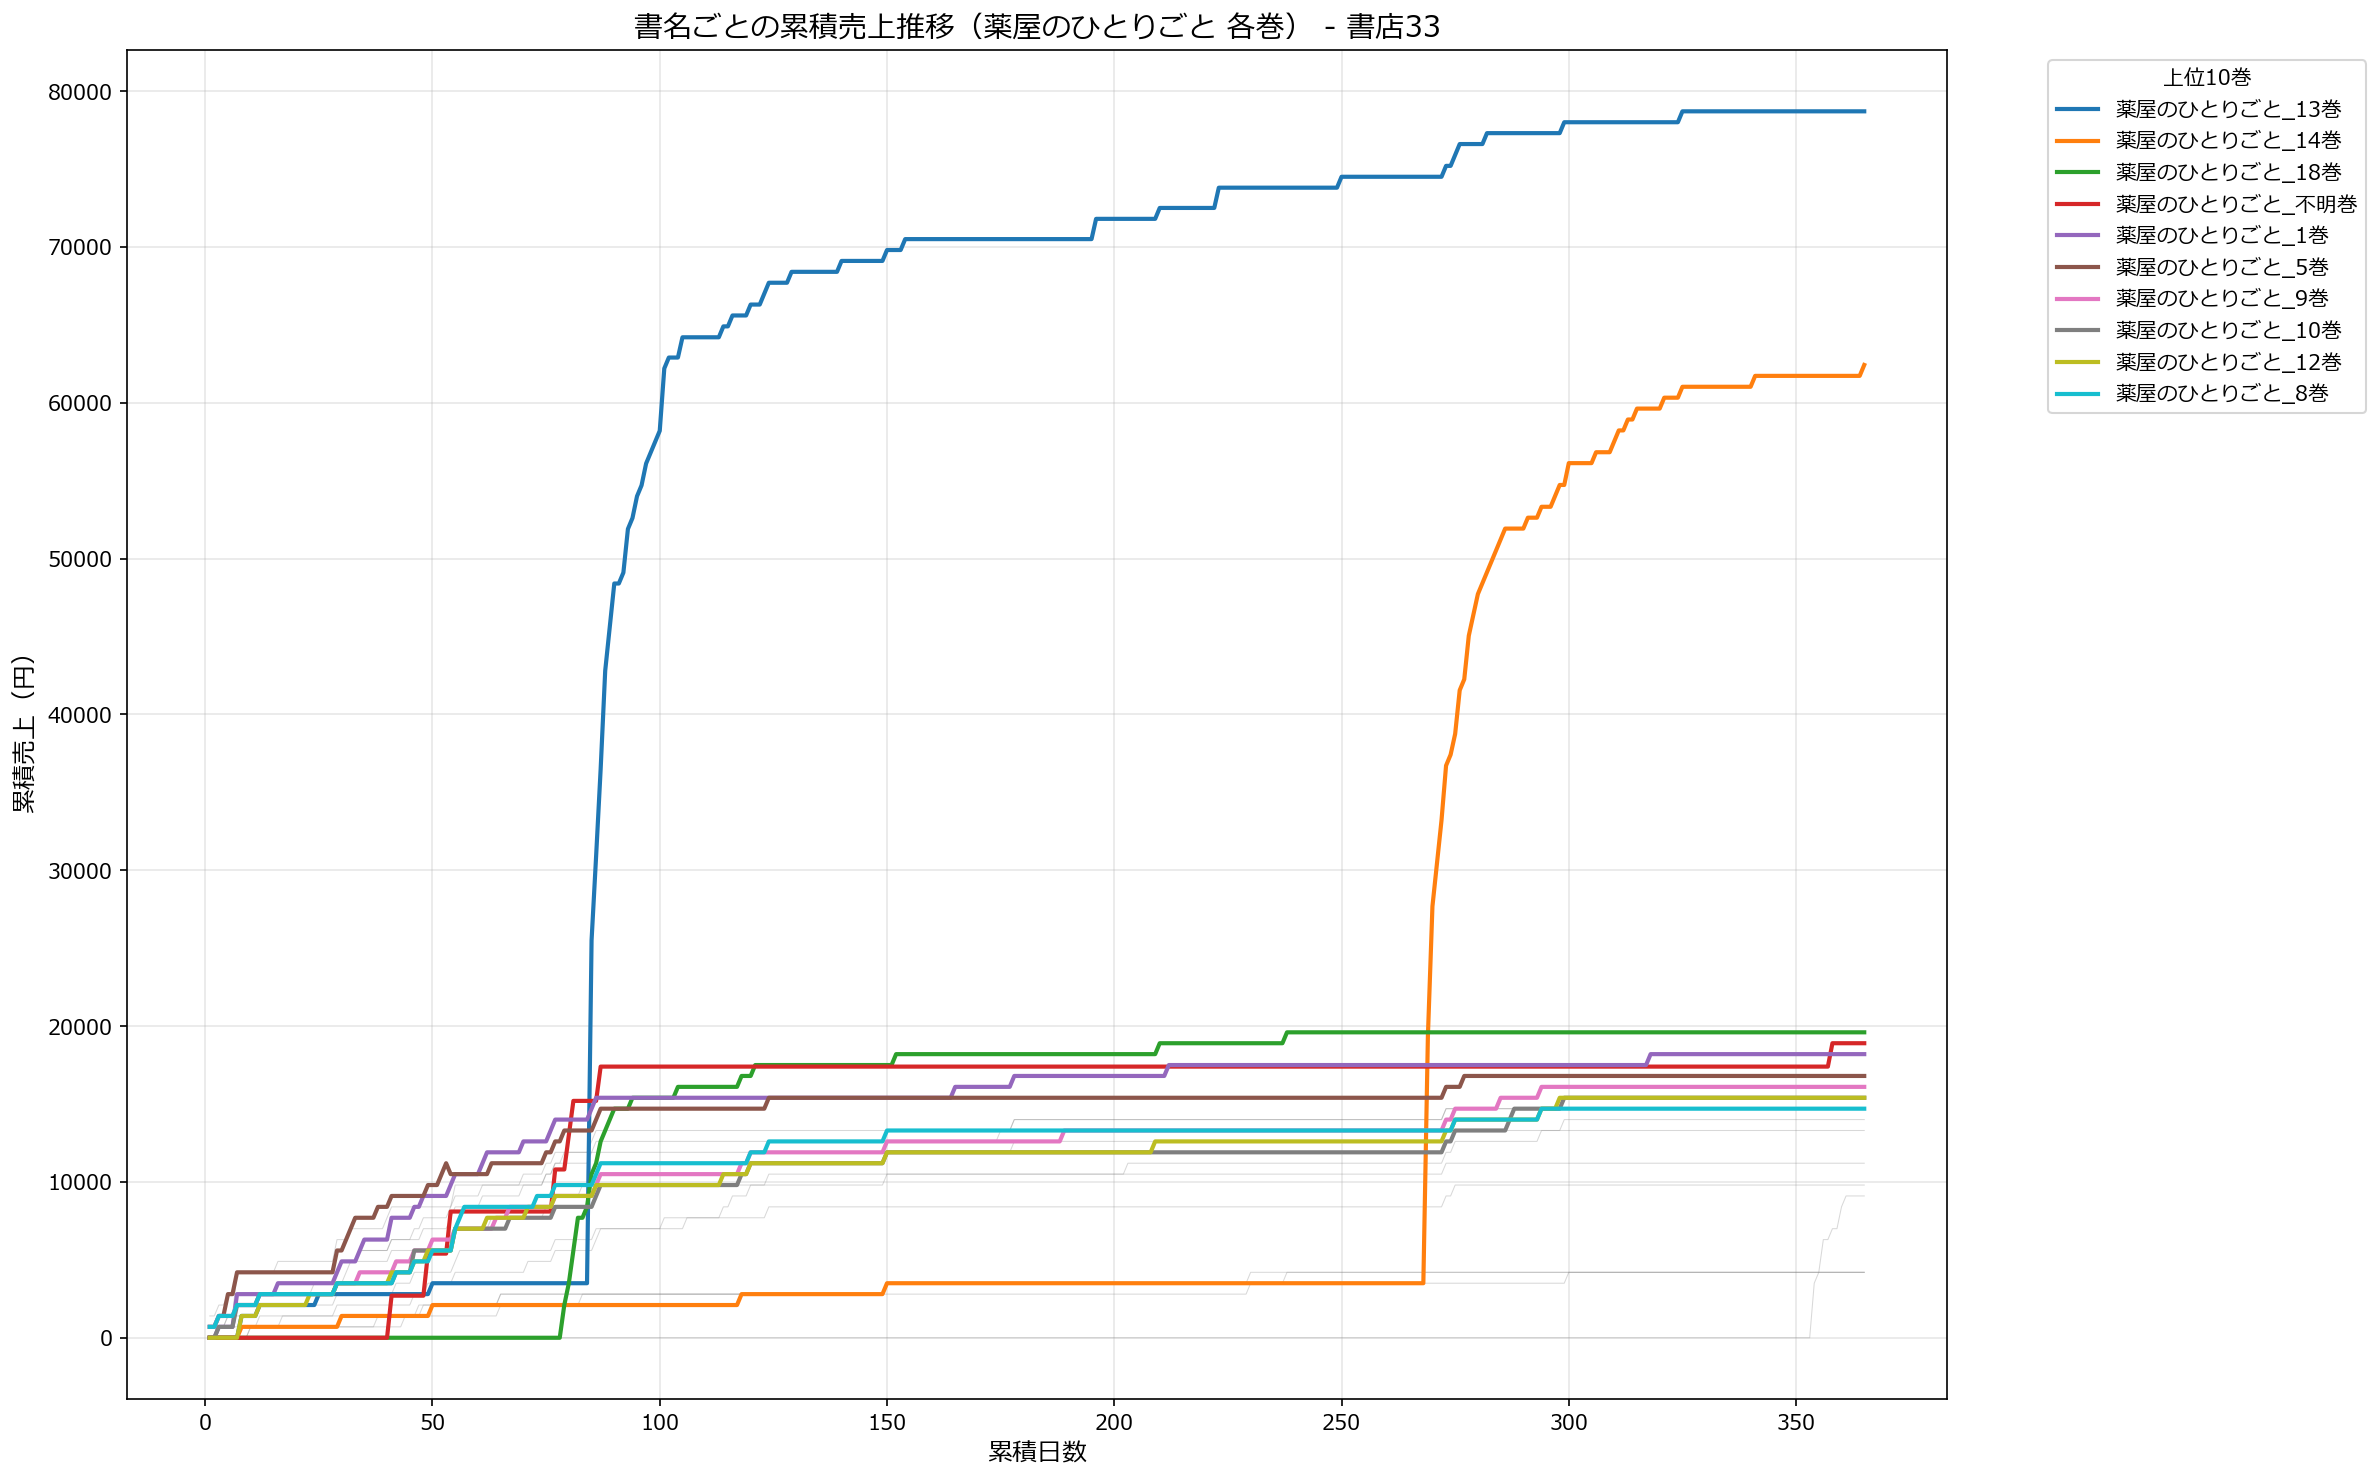 書名ごとの累積売上推移（薬屋のひとりごと 各巻） - 書店33
累積売上（円）
80000
70000
60000
50000
40000
30000
20000
10000
0
0 50 100 150 200 250 300 350
累積日数
上位10巻
薬屋のひとりごと_13巻
薬屋のひとりごと_14巻
薬屋のひとりごと_18巻
薬屋のひとりごと_不明巻
薬屋のひとりごと_1巻
薬屋のひとりごと_5巻
薬屋のひとりごと_9巻
薬屋のひとりごと_10巻
薬屋のひとりごと_12巻
薬屋のひとりごと_8巻